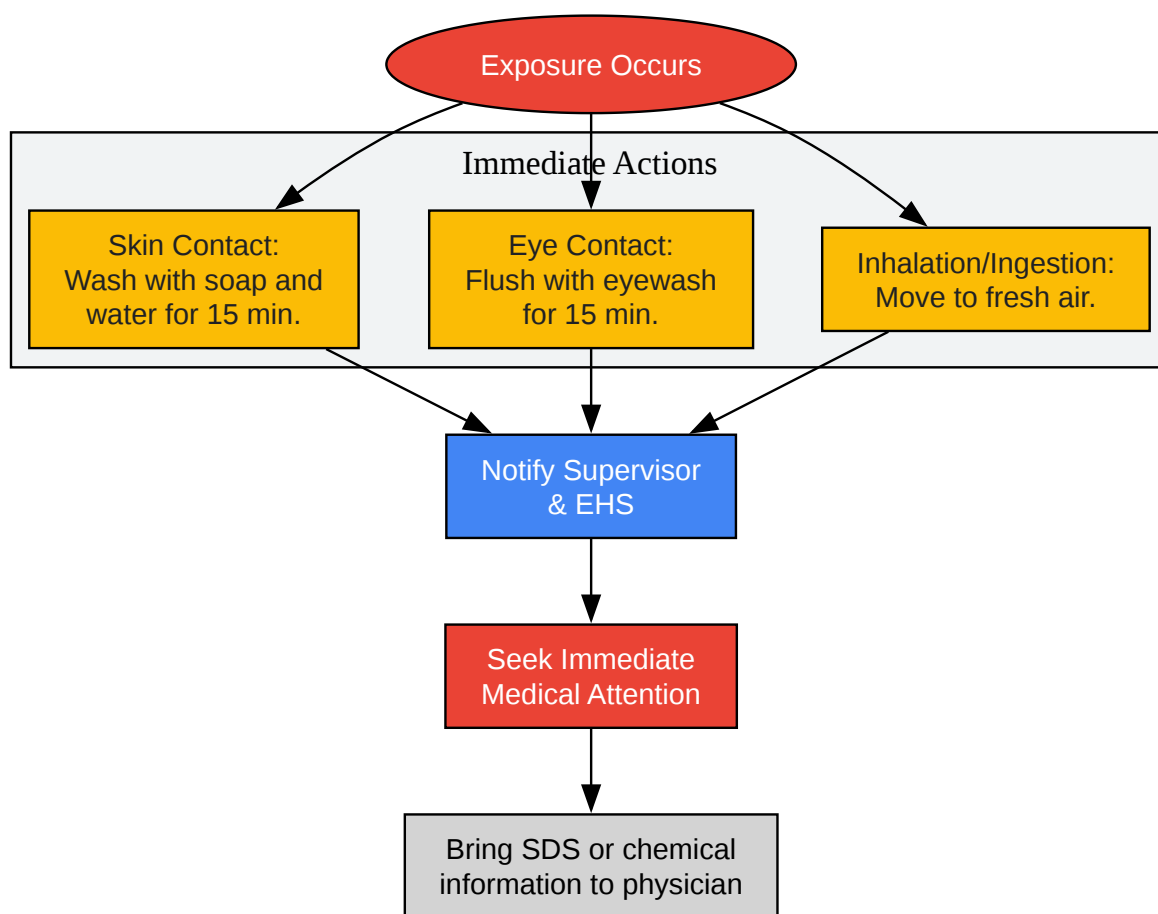 Exposure Occurs
Immediate Actions
Skin Contact:
Wash with soap and
water for 15 min.
Eye Contact:
Flush with eyewash
for 15 min.
Inhalation/Ingestion:
Move to fresh air.
Notify Supervisor
& EHS
Seek Immediate
Medical Attention
Bring SDS or chemical
information to physician